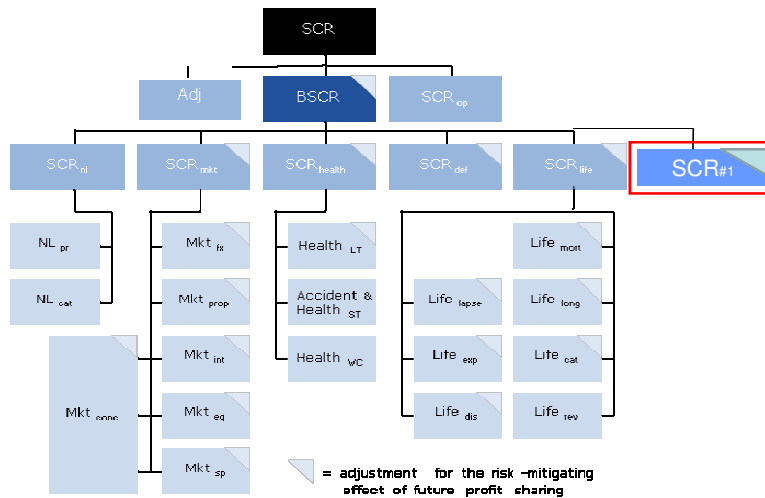 SCR
Adj
BSCR
SCR op
SCR nl
SCR mkt
SCR health
SCR def
SCR life
SCR#1
NL pr
Mkt fx
Health LT
Life mort
NL cat
Mkt prop
Accident &
Health ST
Life lapse
Life long
Mkt conc
Mkt int
Health WC
Life exp
Life cat
Mkt eq
Life dis
Life rev
Mkt sp
= adjustment for the risk -mitigating
effect of future profit sharing